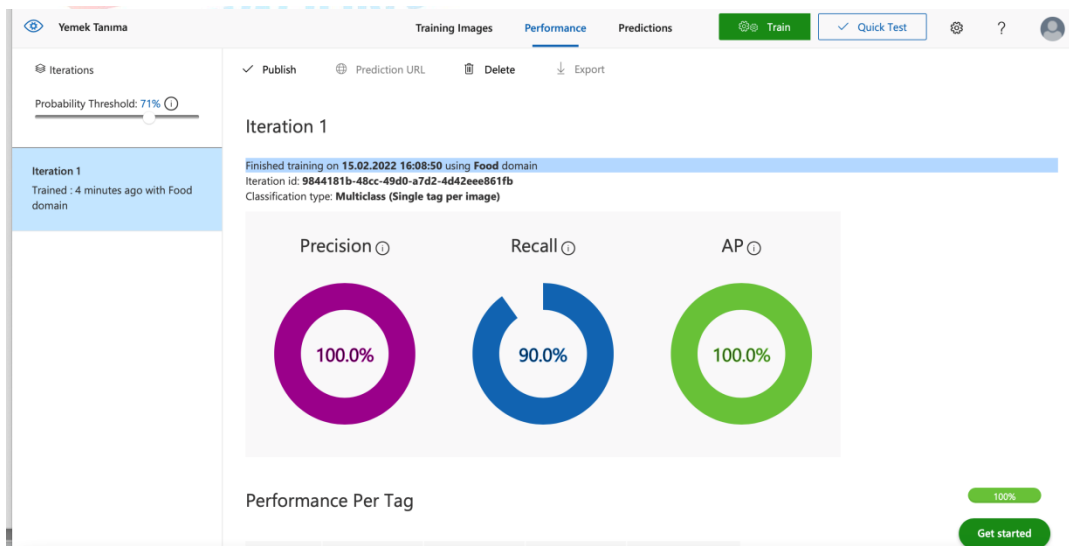 Yemek Tanıma
Training Images
Performance
Predictions
Train
Quick Test
?
Iterations
Probability Threshold: 71%
Iteration 1
Trained : 4 minutes ago with Food
domain
Publish
Prediction URL
Delete
Export
Iteration 1
Finished training on 15.02.2022 16:08:50 using Food domain
Iteration id: 9844181b-48cc-49d0-a7d2-4d42eee861fb
Classification type: Multiclass (Single tag per image)
Precision
Recall
AP
100.0%
90.0%
100.0%
Performance Per Tag
100%
Get started